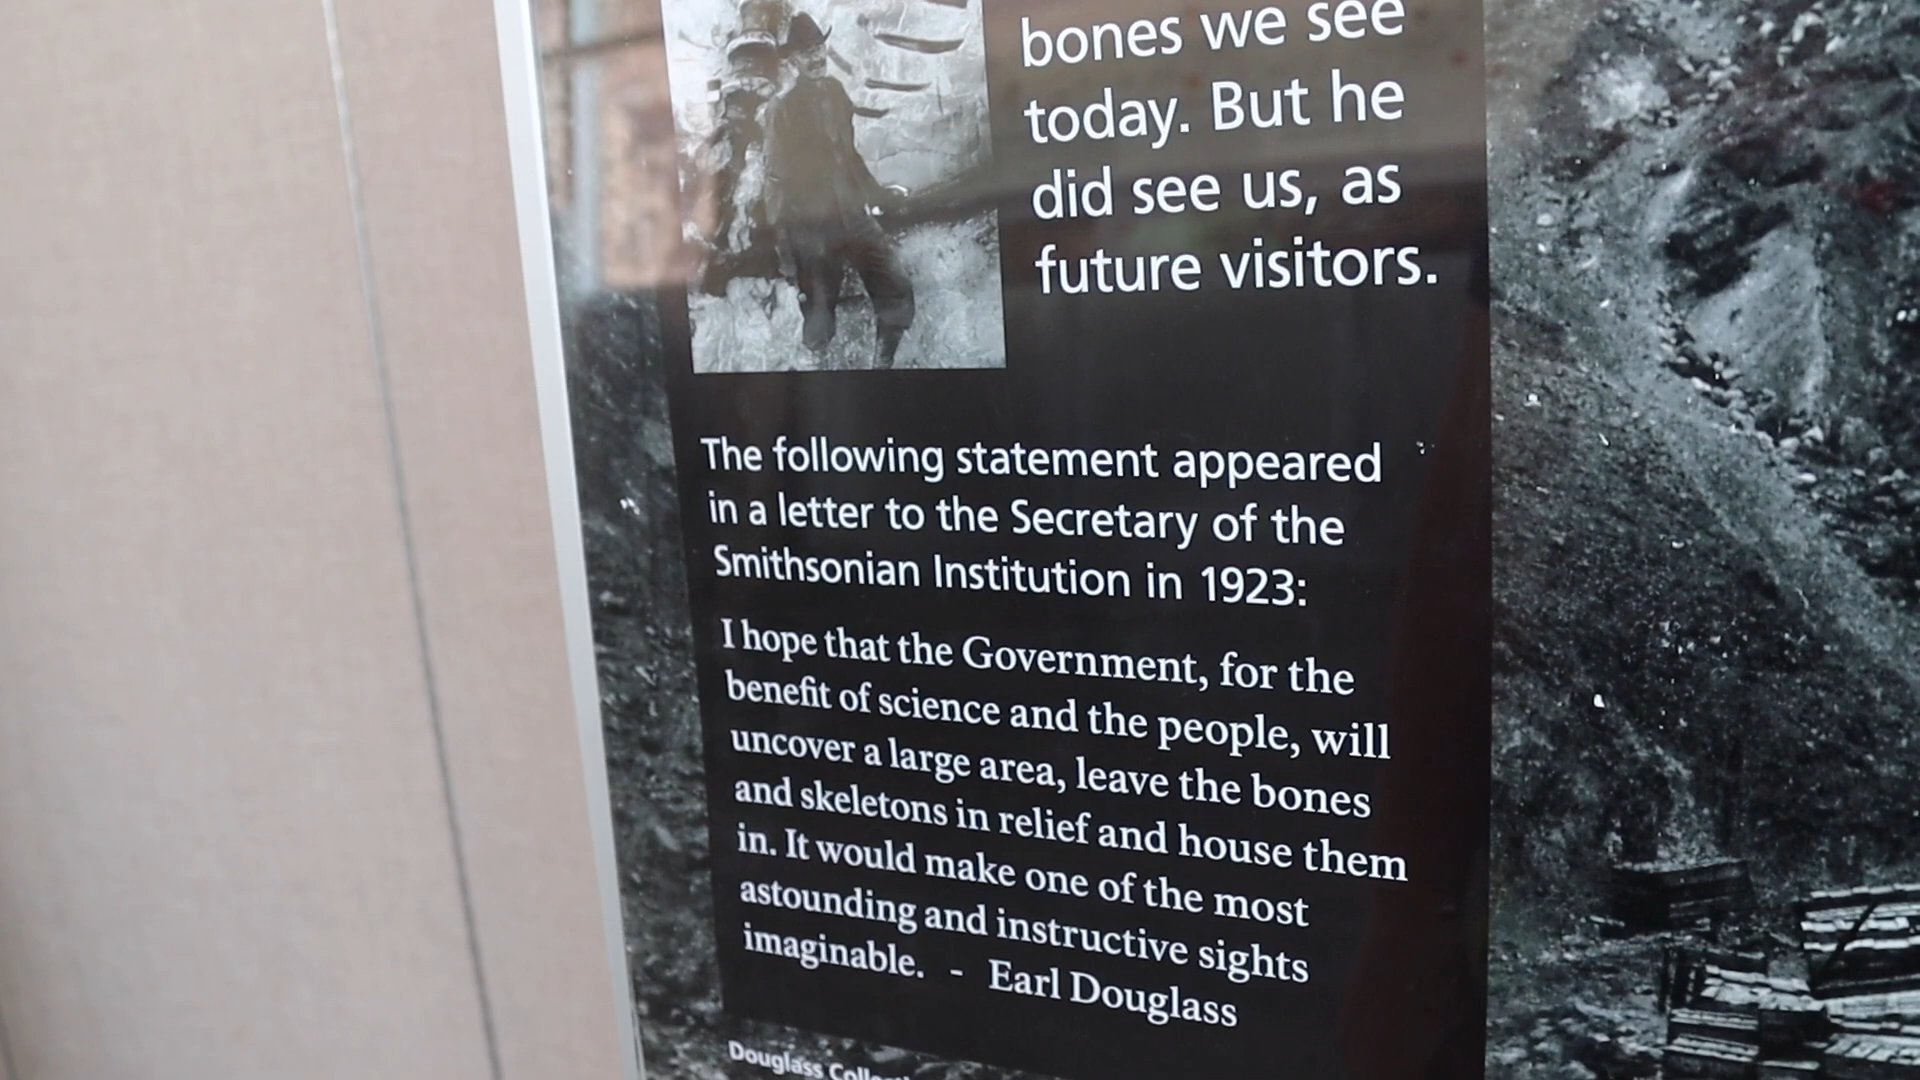 bones we see
today. But he
did see us, as
future visitors.
The following statement appeared
in a letter to the Secretary of the
Smithsonian Institution in 1923:
I hope that the Government, for the
benefit of science and the people, will
uncover a large area, leave the bones
and skeletons in relief and house them
in. It would make one of the most
astounding and instructive sights
imaginable. - Earl Douglass
Douglass